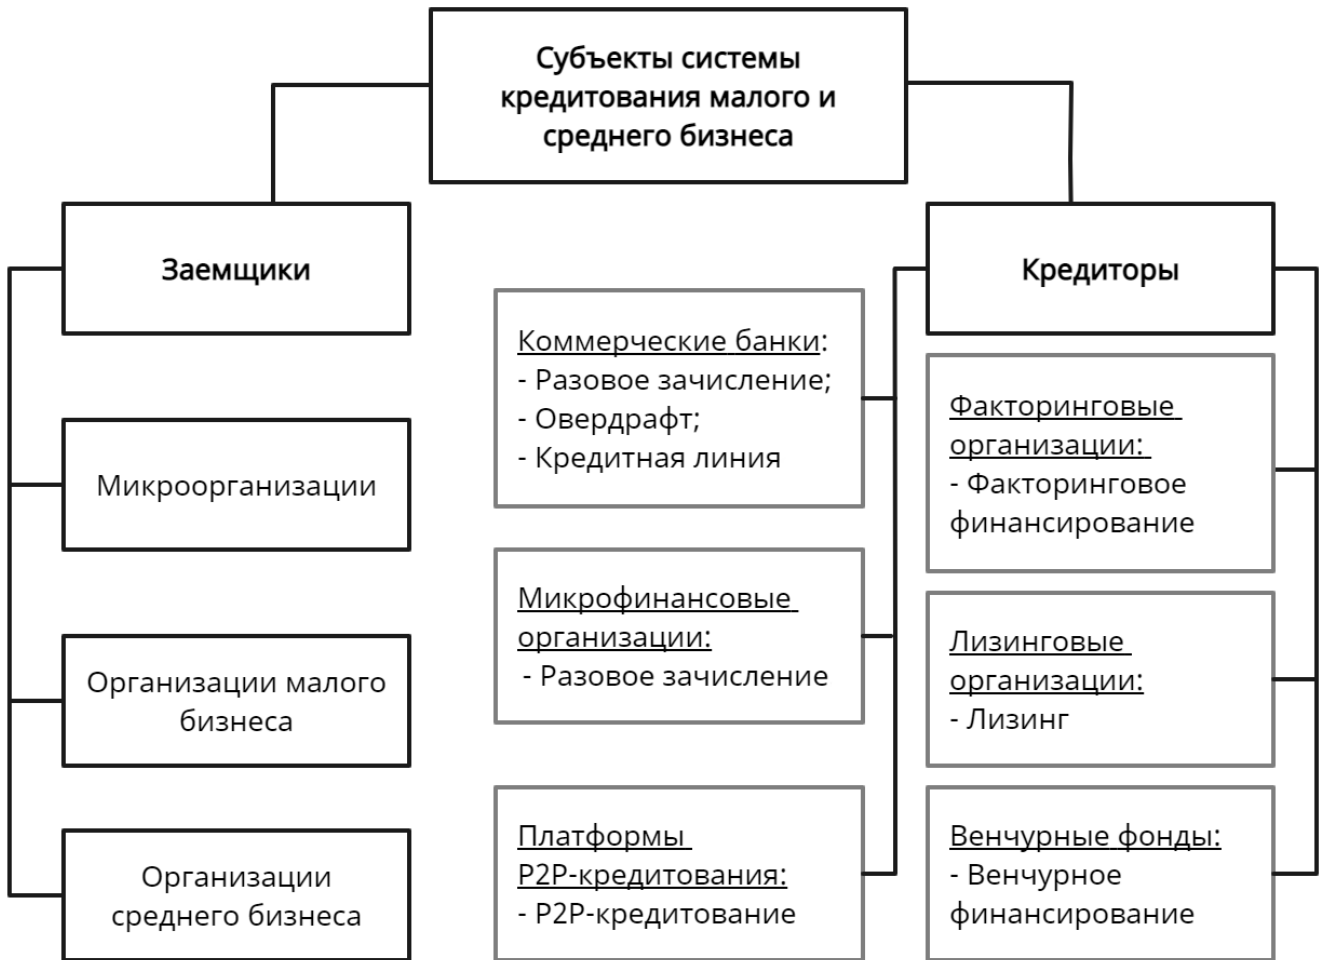 Субъекты системы
кредитования малого и
среднего бизнеса
Заемщики
Микроорганизации
Организации малого
бизнеса
Организации
среднего бизнеса
Кредиторы
Коммерческие банки:
- Разовое зачисление;
- Овердрафт;
- Кредитная линия
Микрофинансовые
организации:
- Разовое зачисление
Платформы
P2P-кредитования:
- P2P-кредитование
Факторинговые
организации:
- Факторинговое
финансирование
Лизинговые
организации:
- Лизинг
Венчурные фонды:
- Венчурное
финансирование